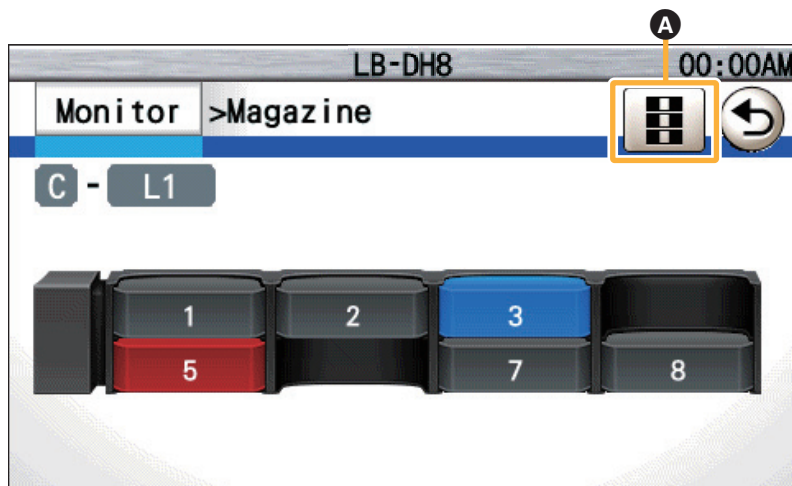 A
LB-DH8 00:00AM
Monitor >Magazine
C - L1
1 2 3
5 7 8